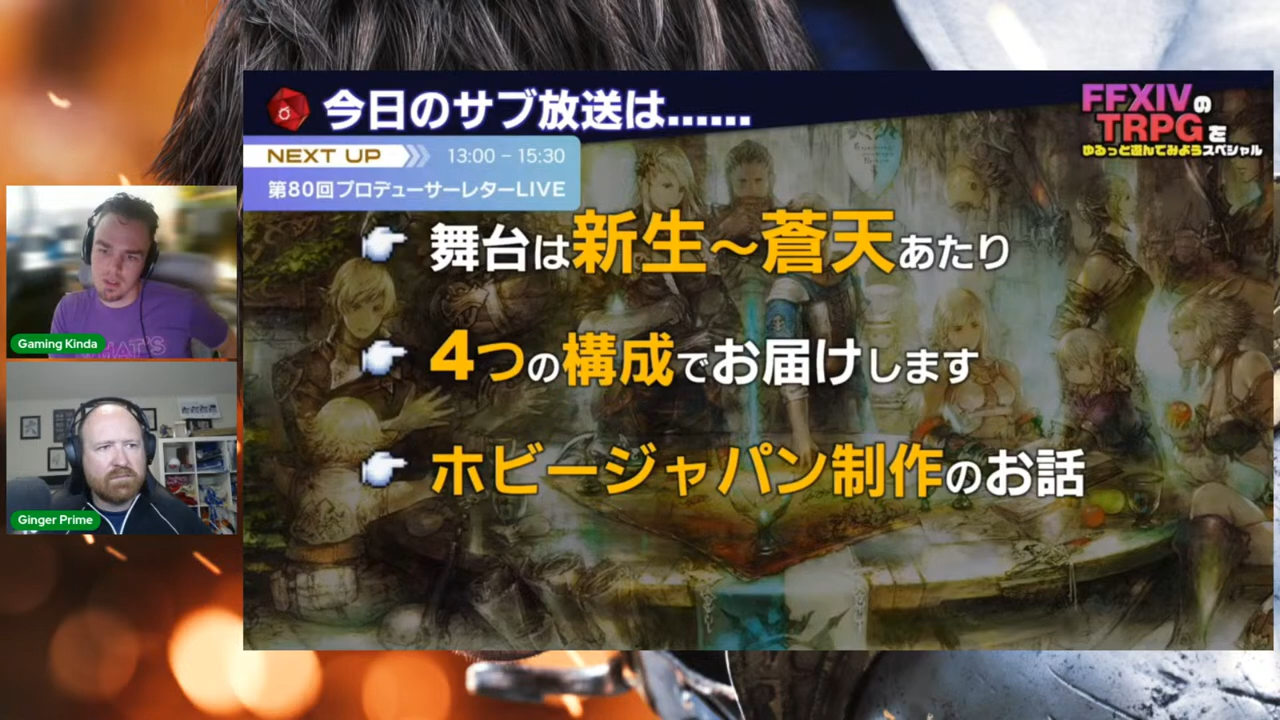 今日のサブ放送は......
FFXIVの
TRPGを
ゆるっと遊んでみようスペシャル
NEXT UP 13:00 – 15:30
第80回プロデューサーレターLIVE
舞台は新生～蒼天あたり
4つの構成でお届けします
ホビージャパン制作のお話
Gaming Kinda
Ginger Prime